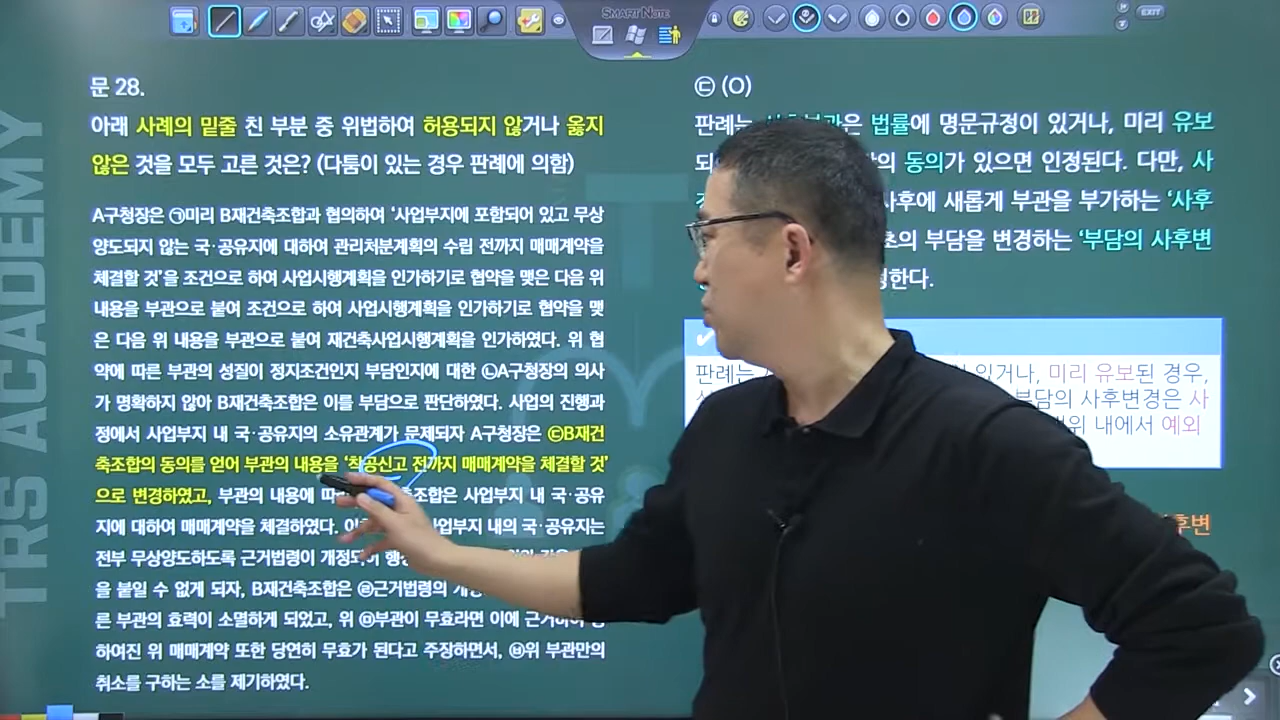 SMARTNOTE
EXIT
TRS ACADEMY
문 28.
아래 사례의 밑줄 친 부분 중 위법하여 허용되지 않거나 옳지
않은 것을 모두 고른 것은? (다툼이 있는 경우 판례에 의함)
A구청장은 ㉠미리 B재건축조합과 협의하여 ‘사업부지에 포함되어 있고 무상
양도되지 않는 국·공유지에 대하여 관리처분계획의 수립 전까지 매매계약을
체결할 것’을 조건으로 하여 사업시행계획을 인가하기로 협약을 맺은 다음 위
내용을 부관으로 붙여 조건으로 하여 사업시행계획을 인가하기로 협약을 맺
은 다음 위 내용을 부관으로 붙여 재건축사업시행계획을 인가하였다. 위 협
약에 따른 부관의 성질이 정지조건인지 부담인지에 대한 ㉡A구청장의 의사
가 명확하지 않아 B재건축조합은 이를 부담으로 판단하였다. 사업의 진행과
정에서 사업부지 내 국·공유지의 소유관계가 문제되자 A구청장은 ㉢B재건
축조합의 동의를 얻어 부관의 내용을 ‘착공신고 전까지 매매계약을 체결할 것’
으로 변경하였고, 부관의 내용에 조합은 사업부지 내 국·공유
지에 대하여 매매계약을 체결하였다. 사업부지 내의 국·공유지는
전부 무상양도하도록 근거법령이 개정되어
을 붙일 수 없게 되자, B재건축조합은 ㉣근거법령의
른 부관의 효력이 소멸하게 되었고, 위 ㉤부관이 무효라면 이에
하여진 위 매매계약 또한 당연히 무효가 된다고 주장하면서, ㉥위 부관만의
취소를 구하는 소를 제기하였다.
㉢ (O)
판례는 법률에 명문규정이 있거나, 미리 유보
동의가 있으면 인정된다. 다만, 사
사후에 새롭게 부관을 부가하는 ‘사후
부담을 변경하는 ‘부담의 사후변
판례는 있거나, 미리 유보된 경우,
부담의 사후변경은 사
내에서 예외